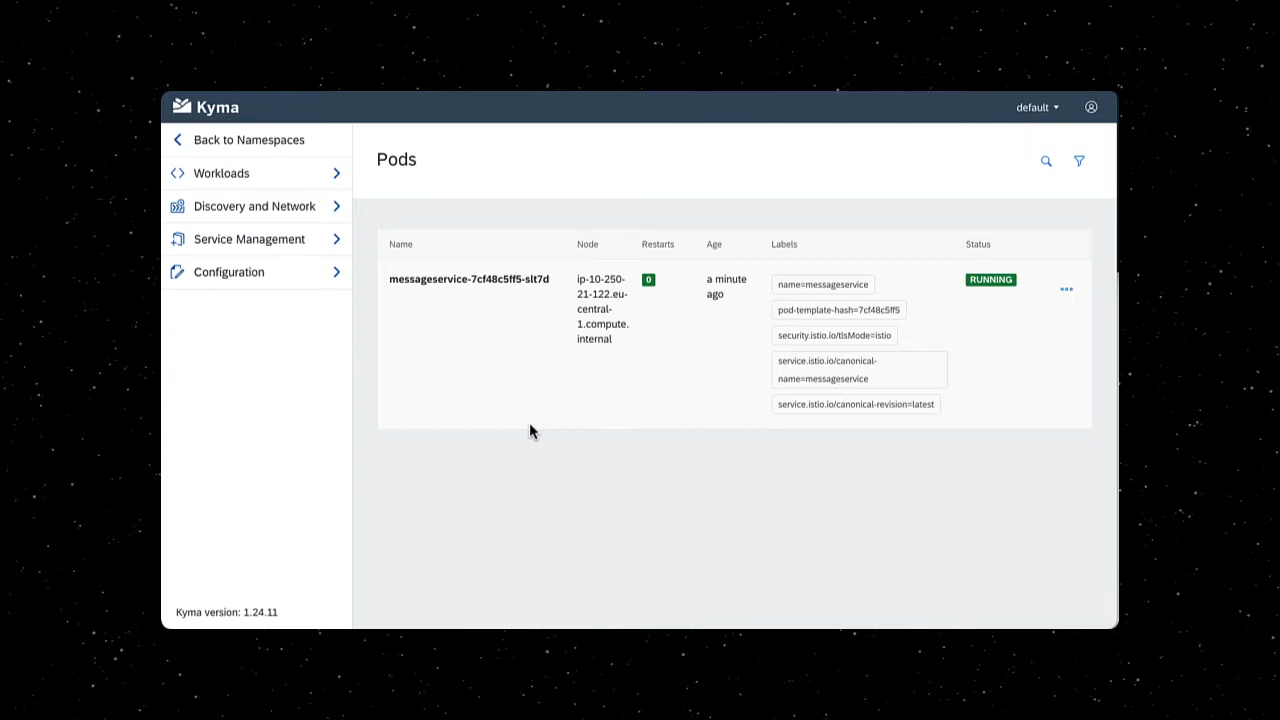 Kyma
default
Back to Namespaces
Workloads
Discovery and Network
Service Management
Configuration
Kyma version: 1.24.11
Pods
Name
Node
Restarts
Age
Labels
Status
messageservice-7cf48c5ff5-slt7d
ip-10-250-
21-122.eu-
central-
1.compute.
internal
0
a minute
ago
name=messageservice
pod-template-hash=7cf48c5ff5
security.istio.io/tlsMode=istio
service.istio.io/canonical-
name=messageservice
service.istio.io/canonical-revision=latest
RUNNING